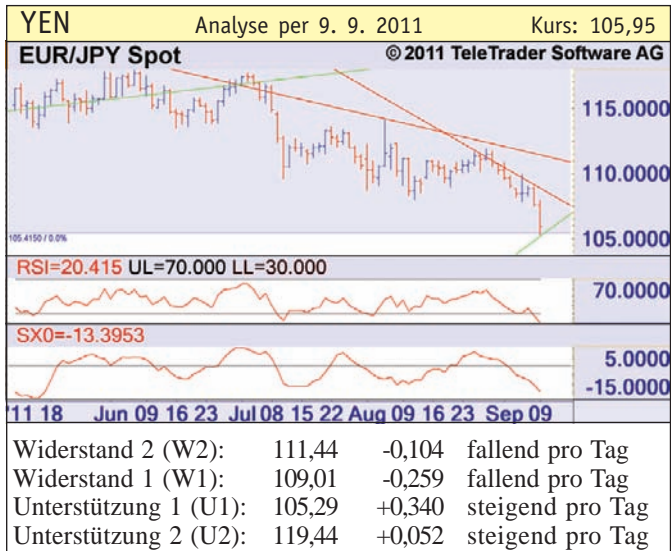 YEN Analyse per 9. 9. 2011 Kurs: 105,95
EUR/JPY Spot © 2011 TeleTrader Software AG
115.0000
110.0000
105.4150 / 0.0%
105.0000
RSI=20.415 UL=70.000 LL=30.000
70.0000
SX0=-13.3953
5.0000
-15.0000
'11 18 Jun 09 16 23 Jul 08 15 22 Aug 09 16 23 Sep 09
Widerstand 2 (W2): 111,44 -0,104 fallend pro Tag
Widerstand 1 (W1): 109,01 -0,259 fallend pro Tag
Unterstützung 1 (U1): 105,29 +0,340 steigend pro Tag
Unterstützung 2 (U2): 119,44 +0,052 steigend pro Tag